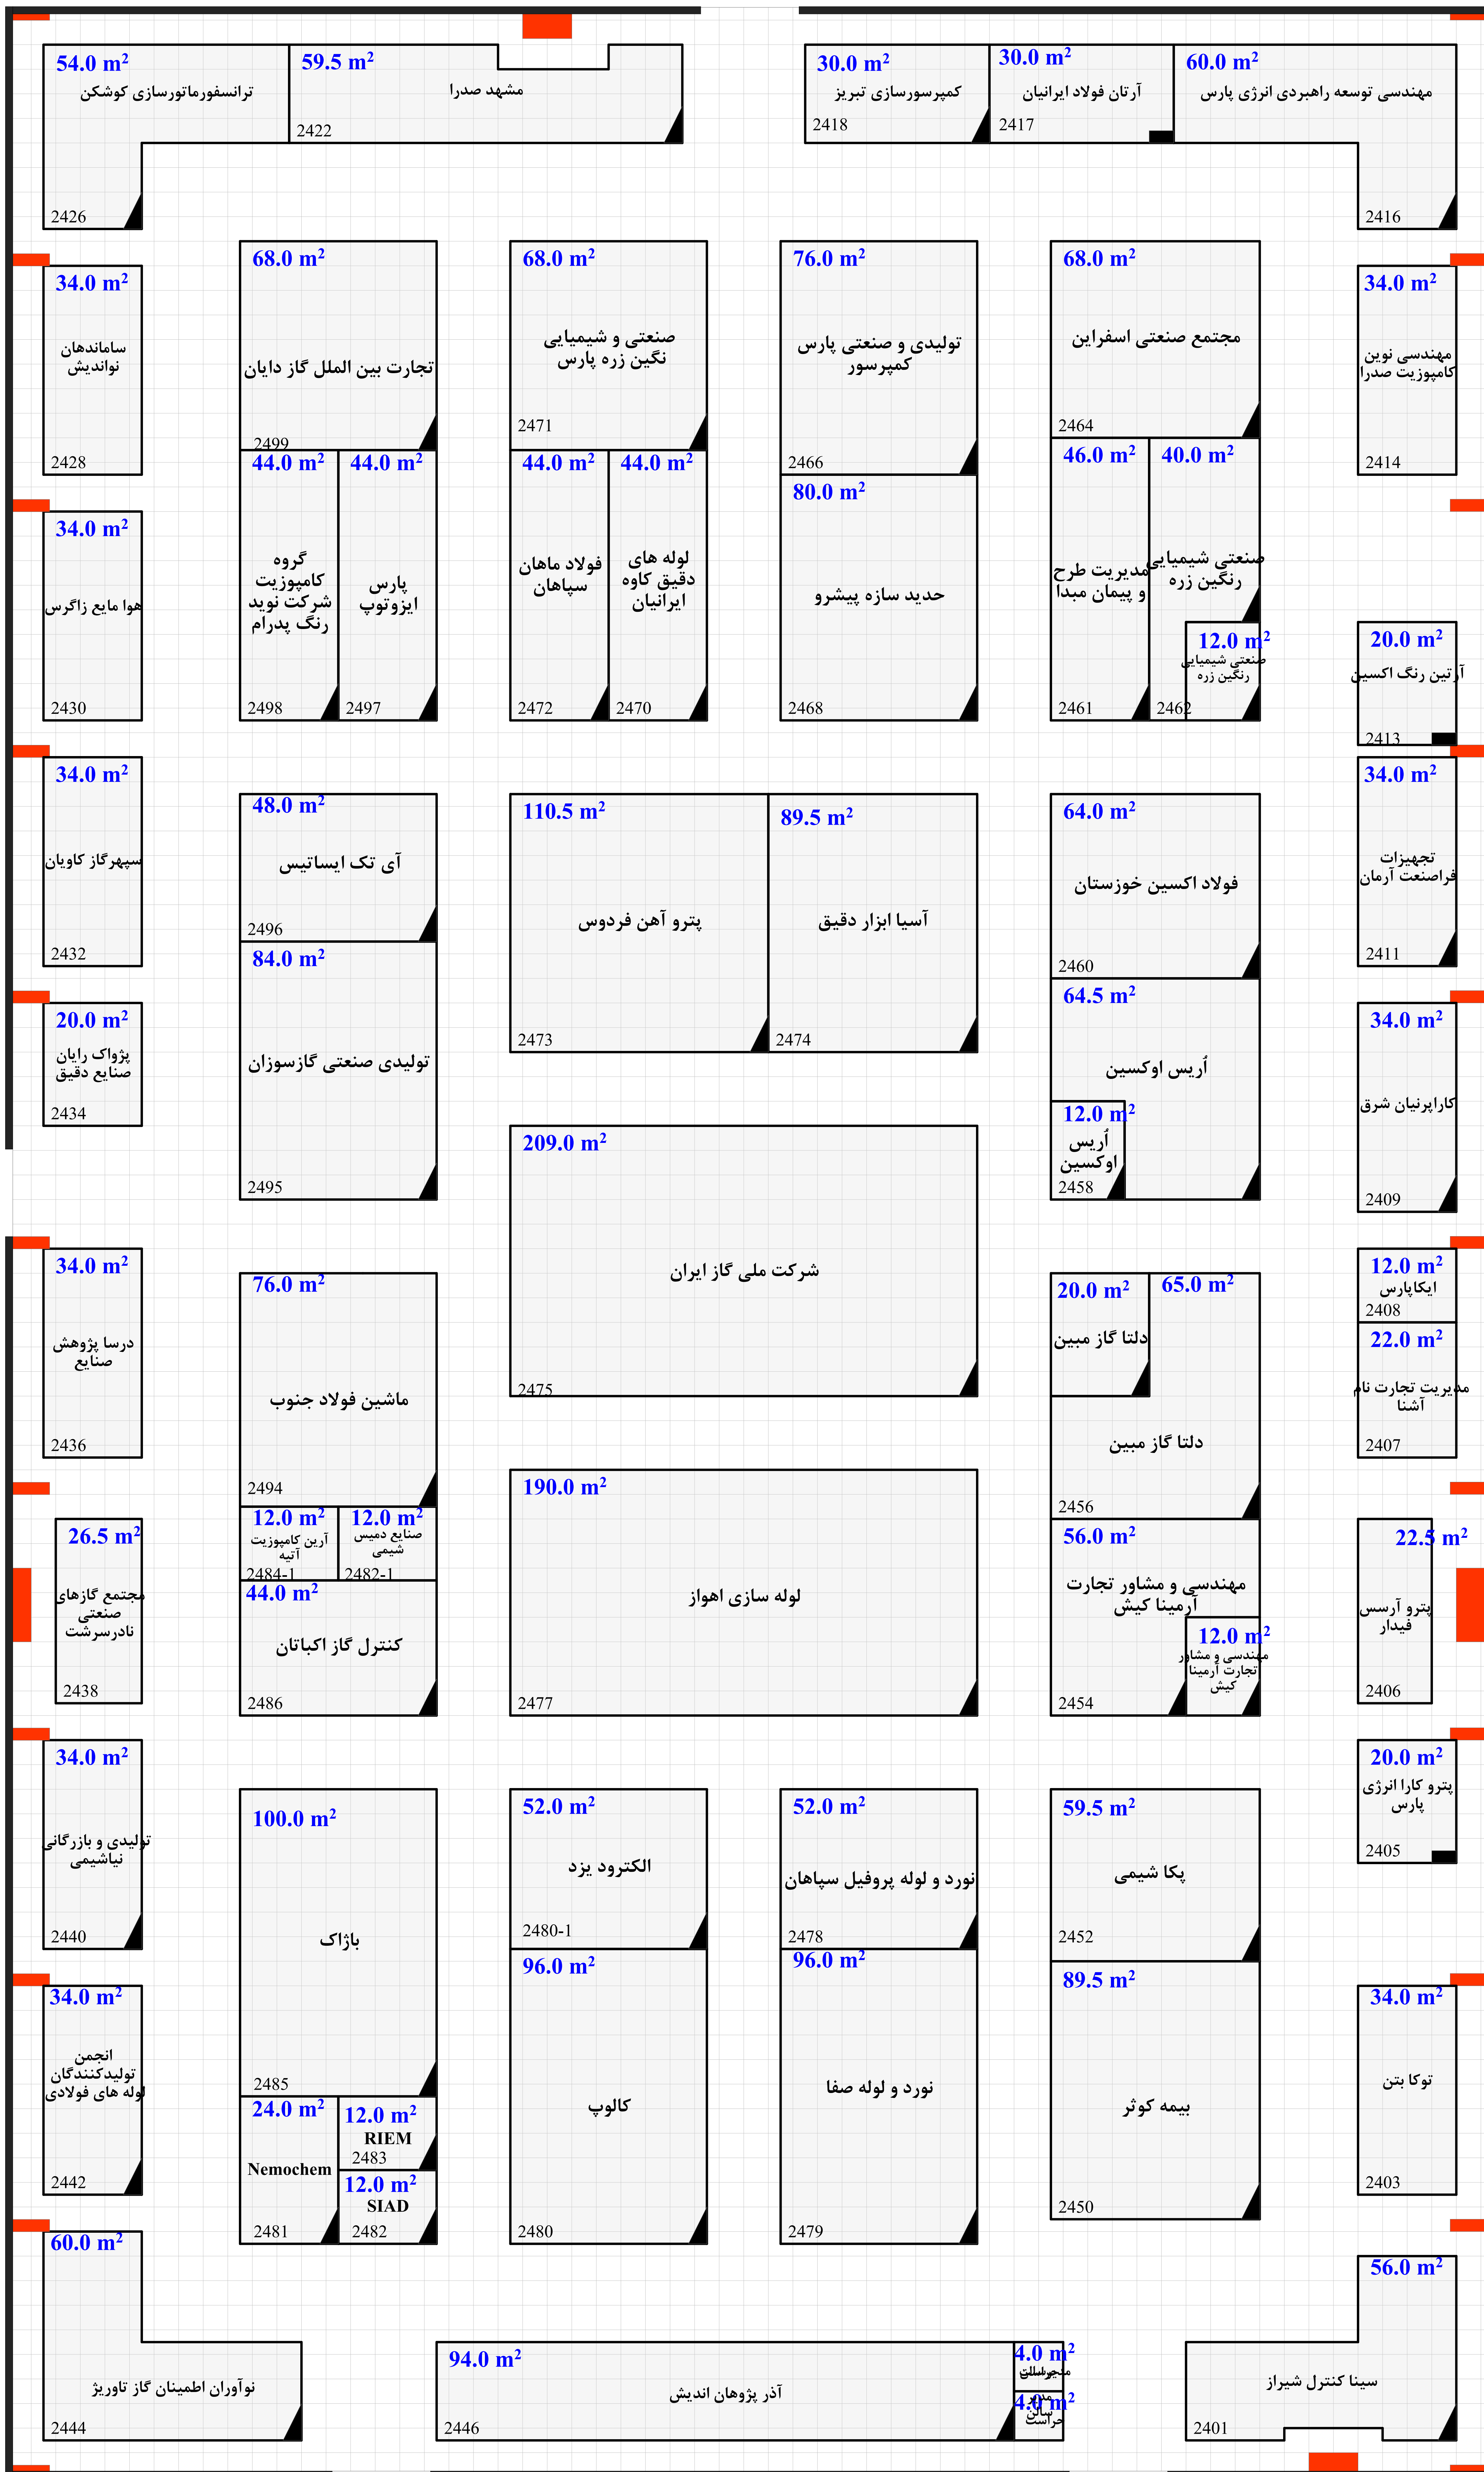 54.0 m²
ترانسفورماتورسازی کوشکن
2426
59.5 m²
مشهد صدرا
2422
30.0 m²
کمپرسورسازی تبریز
2418
30.0 m²
آرتان فولاد ایرانیان
2417
60.0 m²
مهندسی توسعه راهبردی انرژی پارس
2416
34.0 m²
ساماندهان
نواندیش
2428
68.0 m²
تجارت بین الملل گاز دایان
2499
68.0 m²
صنعتی و شیمیایی
نگین زره پارس
2471
76.0 m²
تولیدی و صنعتی پارس
کمپرسور
2466
68.0 m²
مجتمع صنعتی اسفراین
2464
34.0 m²
مهندسی نوین
کامپوزیت صدرا
2414
34.0 m²
هوا مایع زاگرس
2430
44.0 m²
گروه
کامپوزیت
شرکت نوید
رنگ پدرام
2498
44.0 m²
پارس
ایزوتوپ
2497
44.0 m²
فولاد ماهان
سپاهان
2472
44.0 m²
لوله های
دقیق کاوه
ایرانیان
2470
80.0 m²
حدید سازه پیشرو
2468
46.0 m²
مدیریت طرح
و پیمان مبدا
2461
40.0 m²
صنعتی شیمیایی
رنگین زره
12.0 m²
صنعتی شیمیایی
رنگین زره
2462
20.0 m²
آرتین رنگ اکسین
2413
34.0 m²
سپهرگاز کاویان
2432
48.0 m²
آی تک ایساتیس
2496
110.5 m²
پترو آهن فردوس
2473
89.5 m²
آسیا ابزار دقیق
2474
64.0 m²
فولاد اکسین خوزستان
2460
34.0 m²
تجهیزات
فراصنعت آرمان
2411
20.0 m²
پژواک رایان
صنایع دقیق
2434
84.0 m²
تولیدی صنعتی گازسوزان
2495
64.5 m²
اُریس اوکسین
12.0 m²
اُریس
اوکسین
2458
34.0 m²
کاراپرنیان شرق
2409
209.0 m²
شرکت ملی گاز ایران
2475
34.0 m²
درسا پژوهش
صنایع
2436
76.0 m²
ماشین فولاد جنوب
2494
20.0 m²
دلتا گاز مبین
65.0 m²
دلتا گاز مبین
2456
12.0 m²
ایکاپارس
2408
22.0 m²
مدیریت تجارت نام
آشنا
2407
26.5 m²
مجتمع گازهای
صنعتی
نادرسرشت
2438
12.0 m²
آرین کامپوزیت
آتیه
2484-1
12.0 m²
صنایع دمیس
شیمی
2482-1
44.0 m²
کنترل گاز اکباتان
2486
190.0 m²
لوله سازی اهواز
2477
56.0 m²
مهندسی و مشاور تجارت
آرمینا کیش
12.0 m²
مهندسی و مشاور
تجارت آرمینا
کیش
2454
22.5 m²
پترو آرسس
فیدار
2406
34.0 m²
تولیدی و بازرگانی
نیاشیمی
2440
100.0 m²
باژاک
2485
52.0 m²
الکترود یزد
2480-1
52.0 m²
نورد و لوله پروفیل سپاهان
2478
59.5 m²
پکا شیمی
2452
20.0 m²
پترو کارا انرژی
پارس
2405
34.0 m²
انجمن
تولیدکنندگان
لوله های فولادی
2442
24.0 m²
Nemochem
2481
12.0 m²
RIEM
2483
12.0 m²
SIAD
2482
96.0 m²
کالوپ
2480
96.0 m²
نورد و لوله صفا
2479
89.5 m²
بیمه کوثر
2450
34.0 m²
توکا بتن
2403
60.0 m²
نوآوران اطمینان گاز تاوریژ
2444
94.0 m²
آذر پژوهان اندیش
2446
4.0 m²
4.0 m²
سالن
حراست
56.0 m²
سینا کنترل شیراز
2401